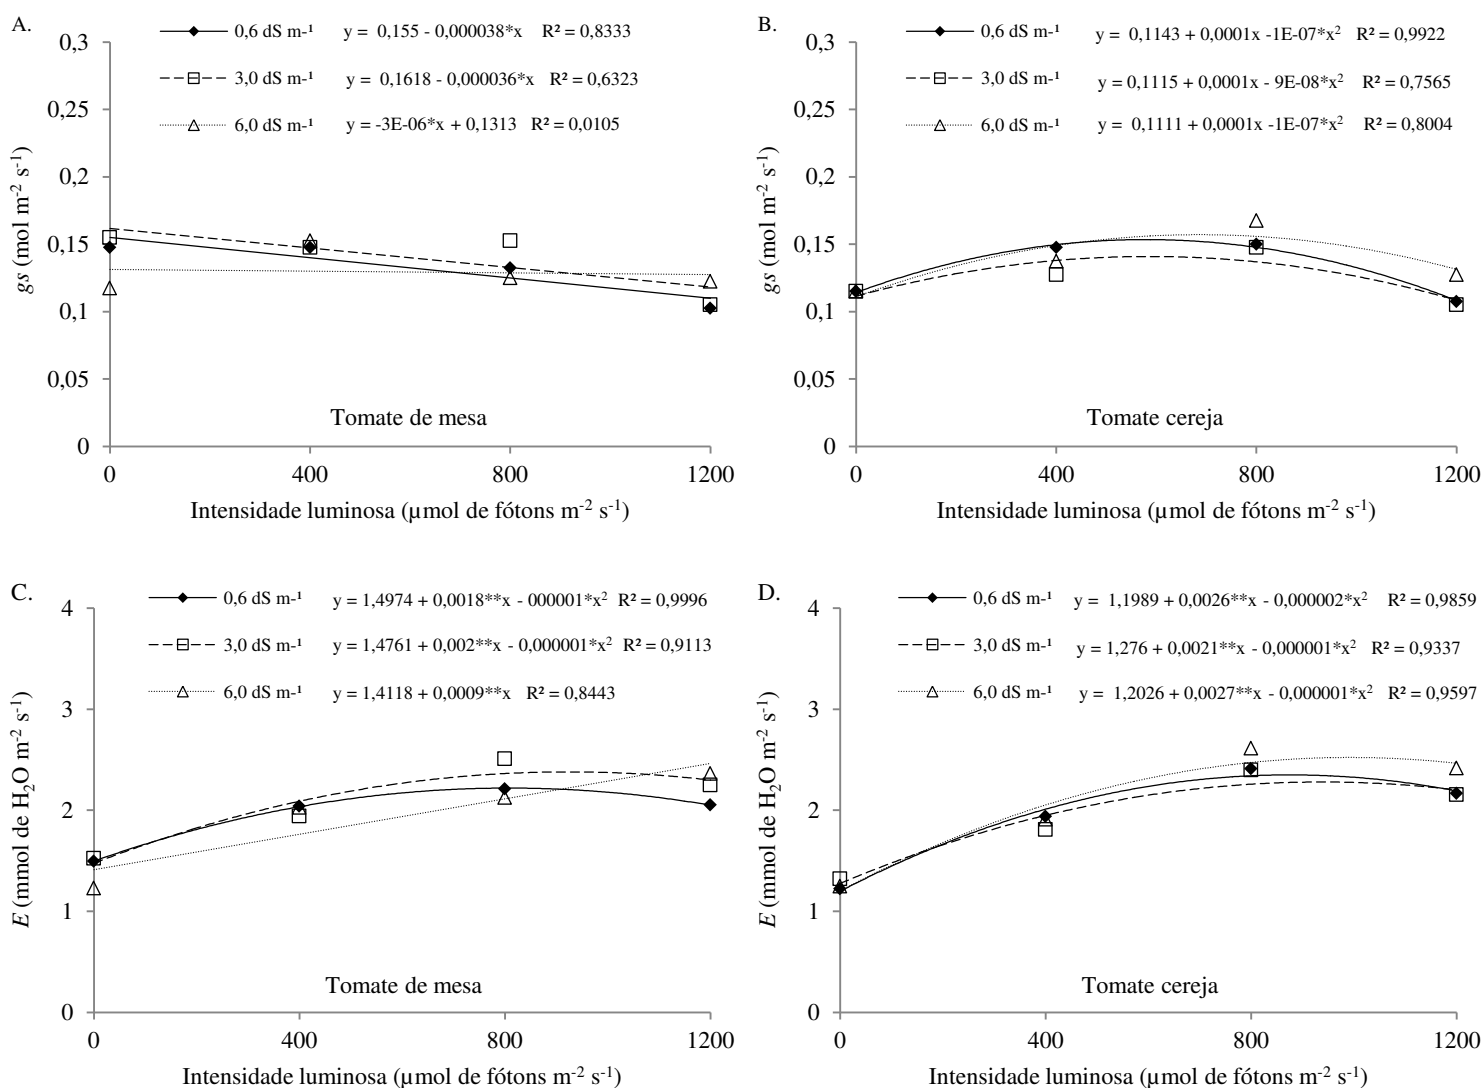 A.
0,6 dS m-¹ y = 0,155 - 0,000038*x R² = 0,8333
3,0 dS m-¹ y = 0,1618 - 0,000036*x R² = 0,6323
6,0 dS m-¹ y = -3E-06*x + 0,1313 R² = 0,0105
0,3
0,25
0,2
0,15
0,1
0,05
0
gs (mol m⁻² s⁻¹)
Tomate de mesa
0 400 800 1200
Intensidade luminosa (µmol de fótons m⁻² s⁻¹)
B.
0,6 dS m-¹ y = 0,1143 + 0,0001x -1E-07*x² R² = 0,9922
3,0 dS m-¹ y = 0,1115 + 0,0001x - 9E-08*x² R² = 0,7565
6,0 dS m-¹ y = 0,1111 + 0,0001x -1E-07*x² R² = 0,8004
0,3
0,25
0,2
0,15
0,1
0,05
0
gs (mol m⁻² s⁻¹)
Tomate cereja
0 400 800 1200
Intensidade luminosa (µmol de fótons m⁻² s⁻¹)
C.
0,6 dS m-¹ y = 1,4974 + 0,0018**x - 000001*x² R² = 0,9996
3,0 dS m-¹ y = 1,4761 + 0,002**x - 0,000001*x² R² = 0,9113
6,0 dS m-¹ y = 1,4118 + 0,0009**x R² = 0,8443
4
3
2
1
0
E (mmol de H₂O m⁻² s⁻¹)
Tomate de mesa
0 400 800 1200
Intensidade luminosa (µmol de fótons m⁻² s⁻¹)
D.
0,6 dS m-¹ y = 1,1989 + 0,0026**x - 0,000002*x² R² = 0,9859
3,0 dS m-¹ y = 1,276 + 0,0021**x - 0,000001*x² R² = 0,9337
6,0 dS m-¹ y = 1,2026 + 0,0027**x - 0,000001*x² R² = 0,9597
4
3
2
1
0
E (mmol de H₂O m⁻² s⁻¹)
Tomate cereja
0 400 800 1200
Intensidade luminosa (µmol de fótons m⁻² s⁻¹)